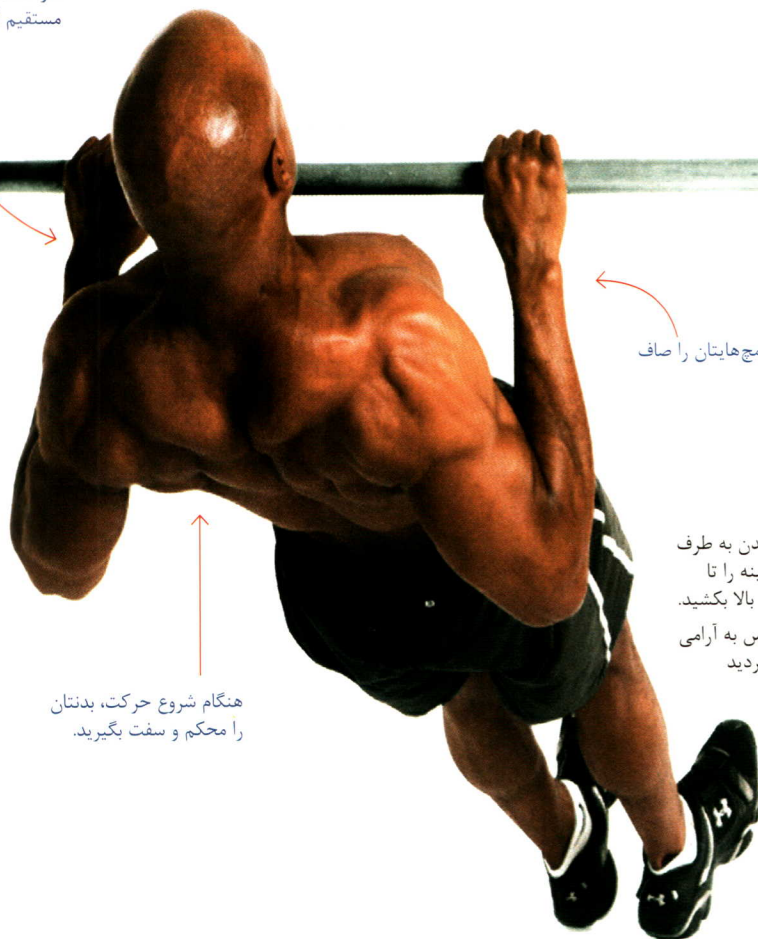 مستقیم
مچ‌هایتان را صاف
دن به طرف
ینه را تا
بالا بکشید.
س به آرامی
ردید
هنگام شروع حرکت، بدنتان
را محکم و سفت بگیرید.